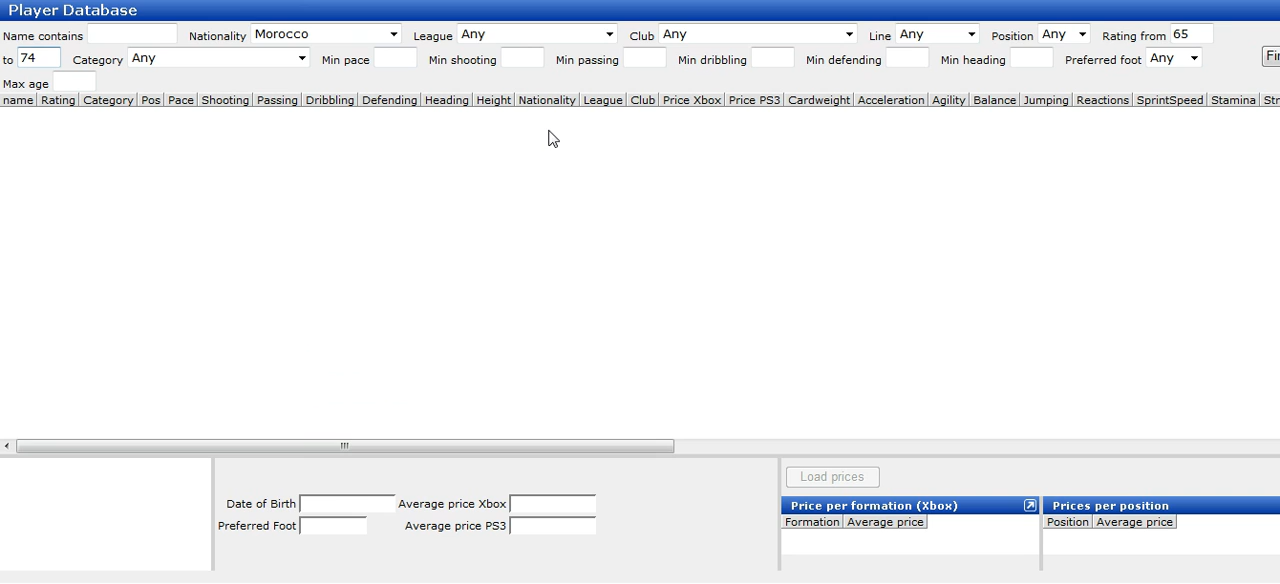 Player Database
Name contains Nationality Morocco League Any Club Any Line Any Position Any Rating from 65
to 74 Category Any Min pace Min shooting Min passing Min dribbling Min defending Min heading Preferred foot Any
Max age
name Rating Category Pos Pace Shooting Passing Dribbling Defending Heading Height Nationality League Club Price Xbox Price PS3 Cardweight Acceleration Agility Balance Jumping Reactions SprintSpeed Stamina
Load prices
Date of Birth Average price Xbox Price per formation (Xbox) Prices per position
Preferred Foot Average price PS3 Formation Average price Position Average price